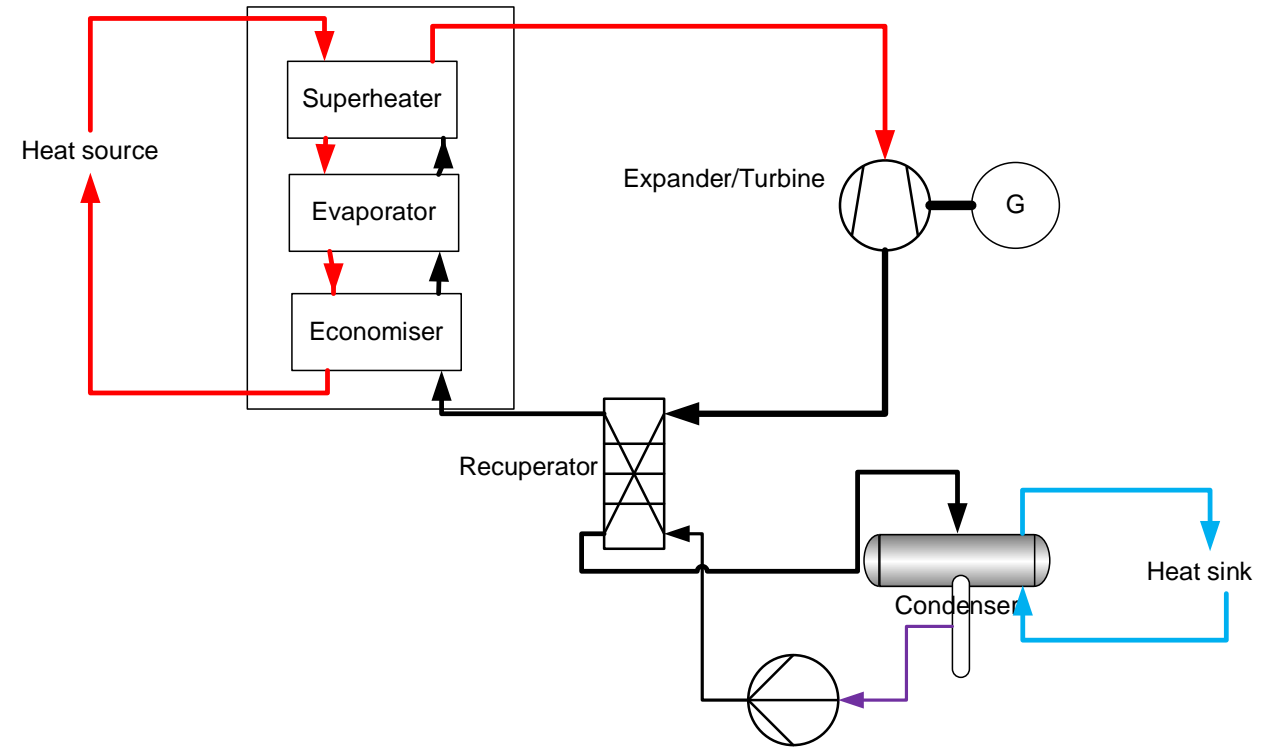 Superheater
Heat source
Expander/Turbine
Evaporator
G
Economiser
Recuperator
Heat sink
Condenser